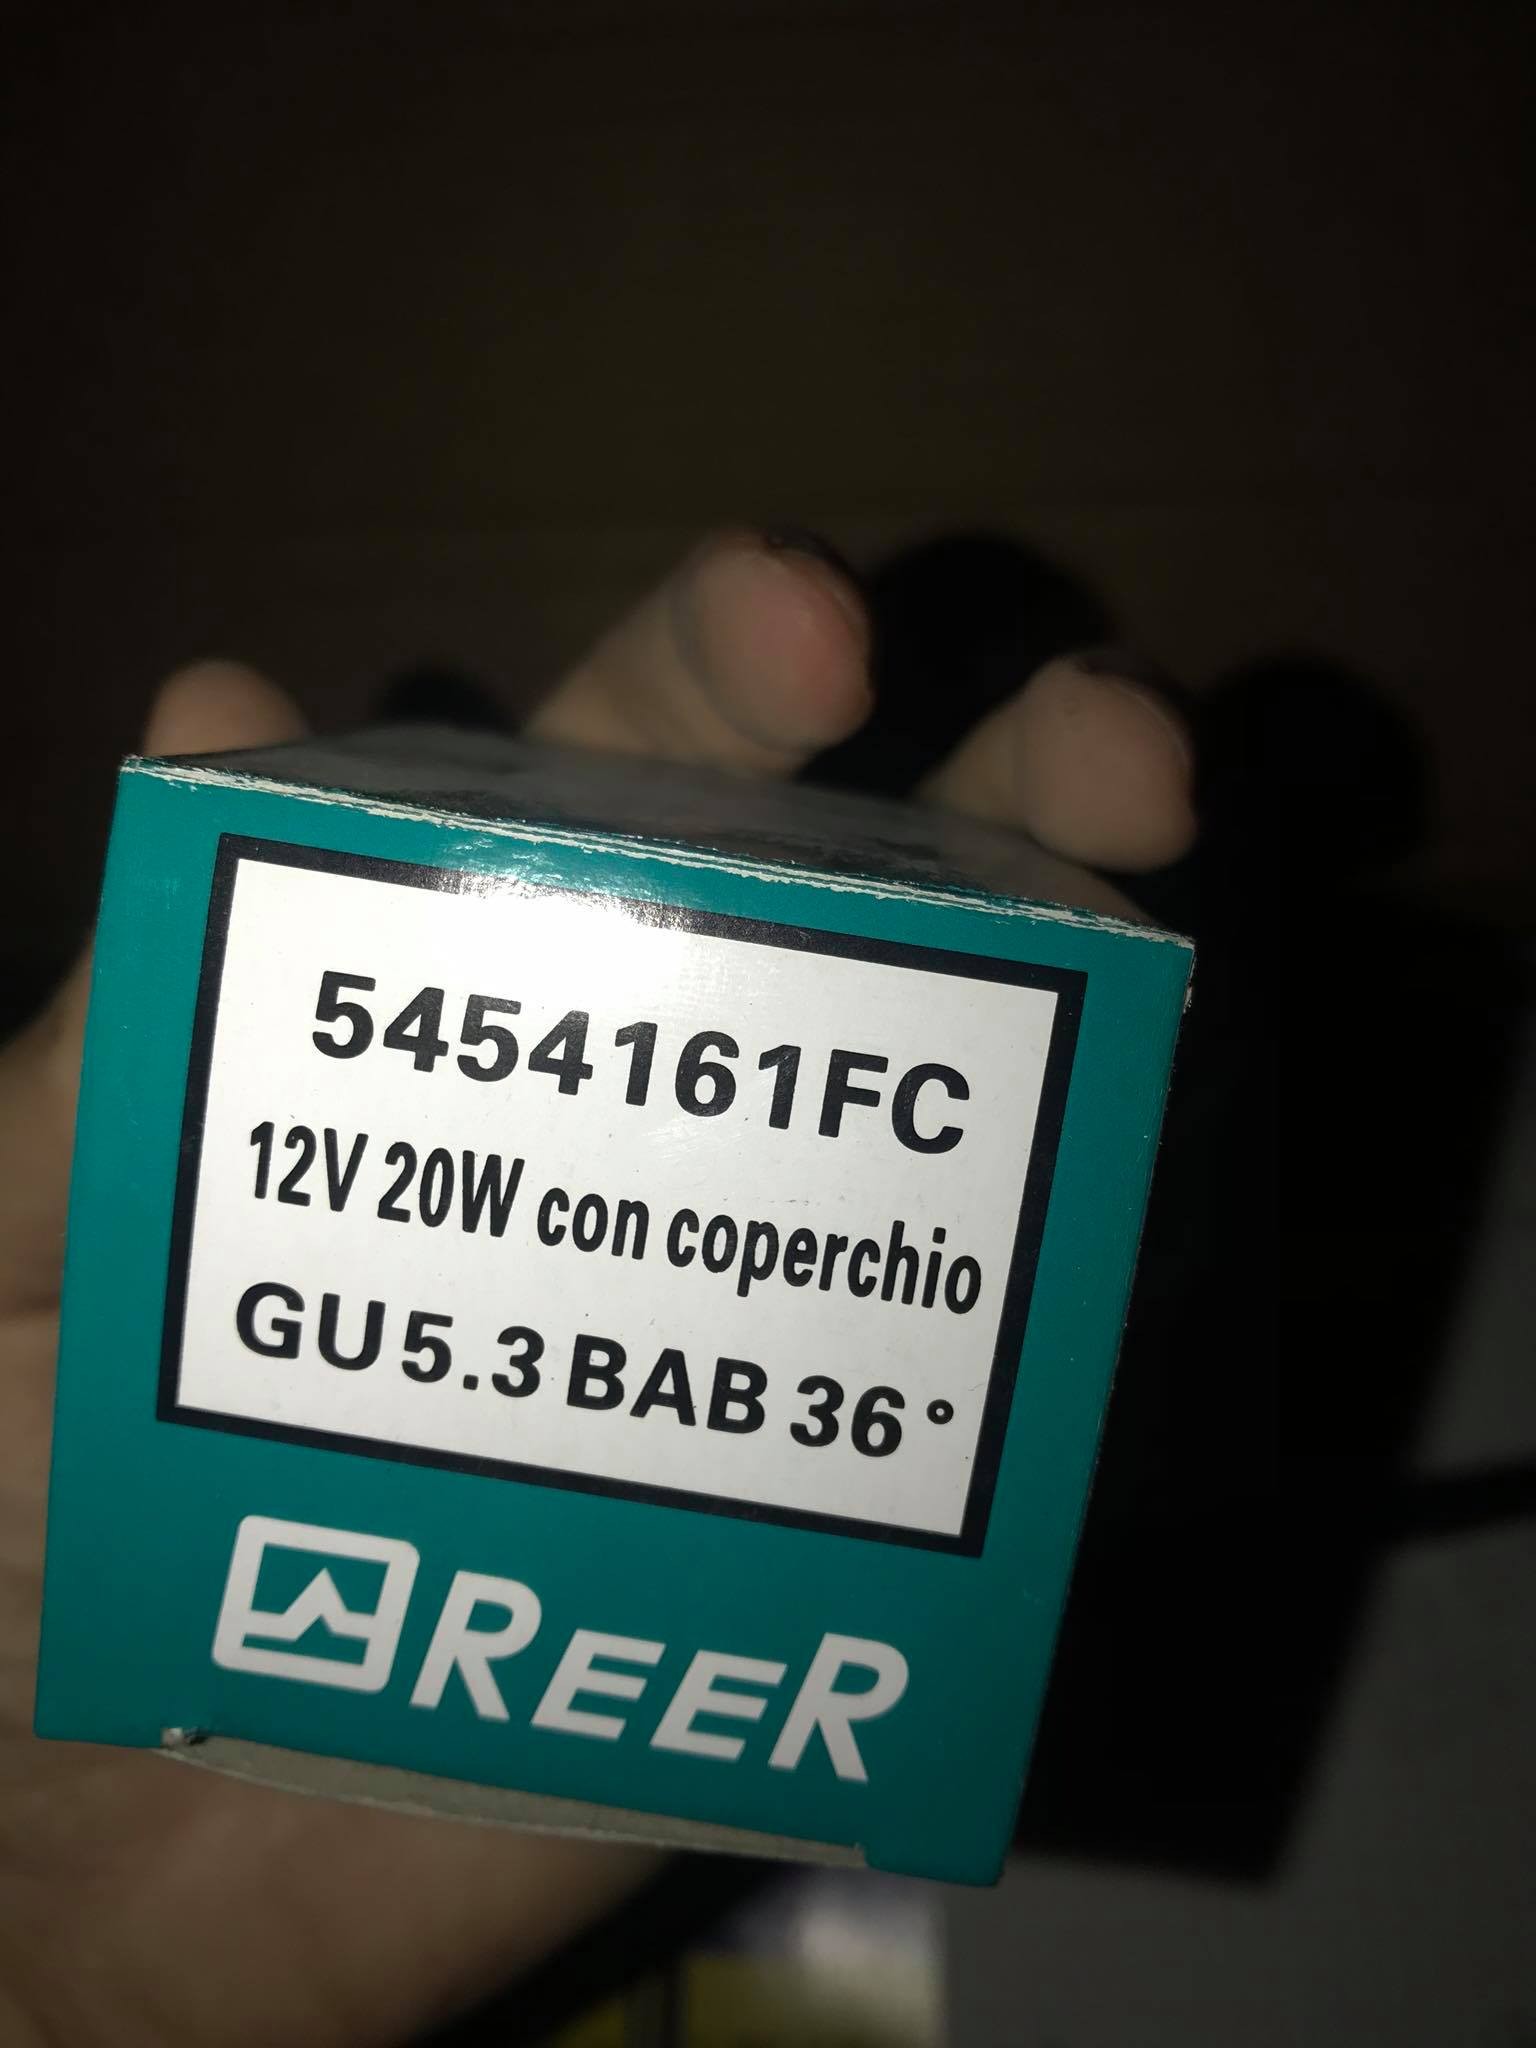 5454161FC
12V 20W con coperchio
GU5.3 BAB 36°
REER